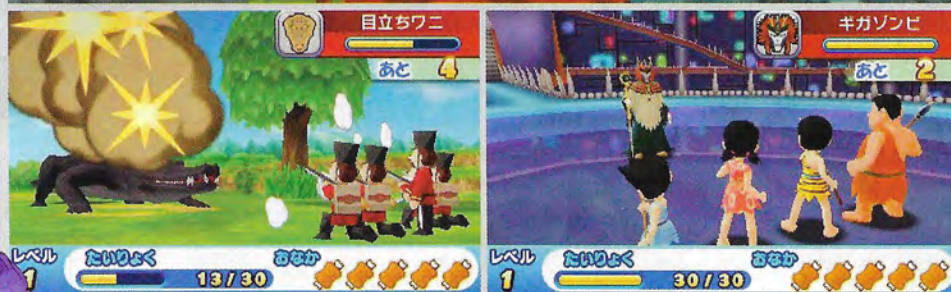 目立ちワニ
あと 4
レベル
1
たいりょく
13/30
おなか
ギガゾンビ
あと 2
レベル
1
たいりょく
30/30
おなか